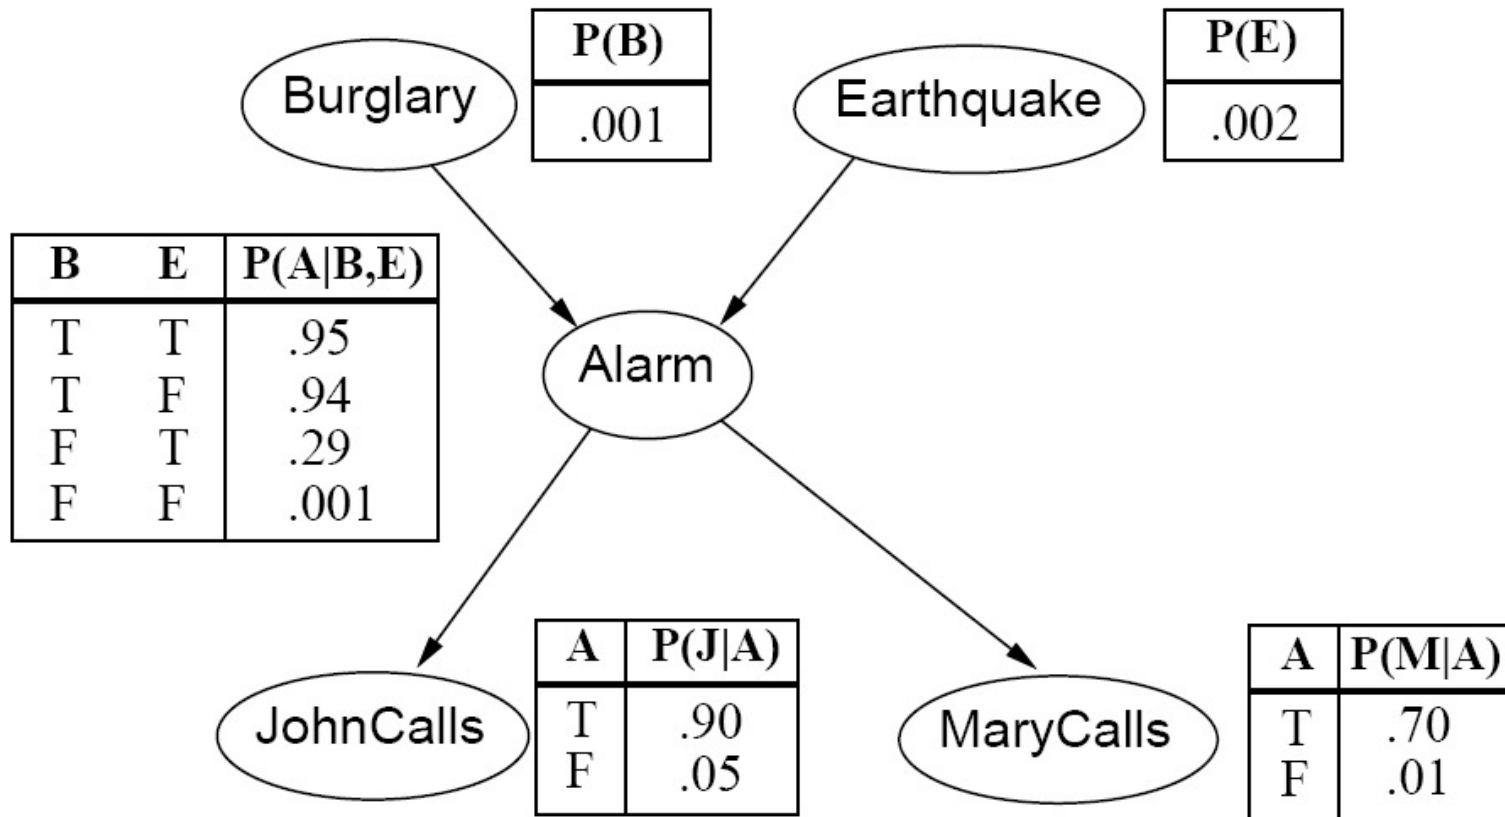 Burglary
P(B)
.001
Earthquake
P(E)
.002
B E P(A|B,E)
T T .95
T F .94
F T .29
F F .001
Alarm
JohnCalls
A P(J|A)
T .90
F .05
MaryCalls
A P(M|A)
T .70
F .01